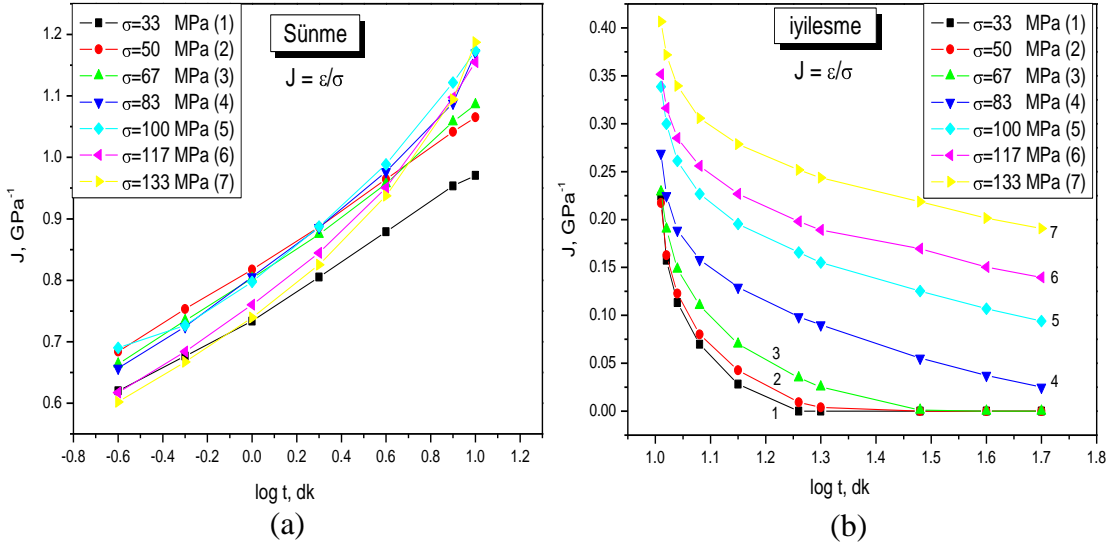 Sünme
J = ε/σ
σ=33 MPa (1)
σ=50 MPa (2)
σ=67 MPa (3)
σ=83 MPa (4)
σ=100 MPa (5)
σ=117 MPa (6)
σ=133 MPa (7)
J, GPa⁻¹
1.2
1.1
1.0
0.9
0.8
0.7
0.6
-0.8 -0.6 -0.4 -0.2 0.0 0.2 0.4 0.6 0.8 1.0 1.2
log t, dk
(a)
iyilesme
J = ε/σ
σ=33 MPa (1)
σ=50 MPa (2)
σ=67 MPa (3)
σ=83 MPa (4)
σ=100 MPa (5)
σ=117 MPa (6)
σ=133 MPa (7)
J, GPa⁻¹
0.40
0.35
0.30
0.25
0.20
0.15
0.10
0.05
0.00
7
6
5
4
3
2
1
1.0 1.1 1.2 1.3 1.4 1.5 1.6 1.7 1.8
log t, dk
(b)